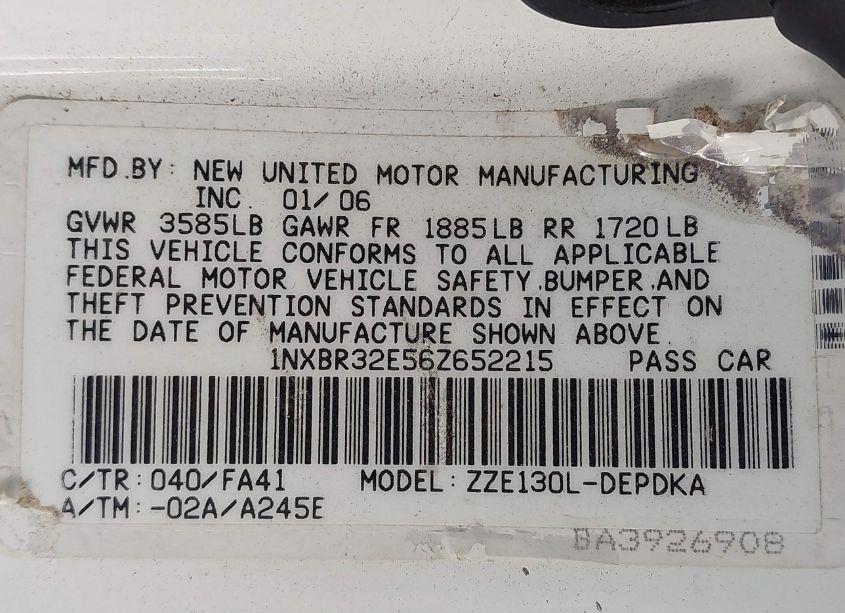 MFD.BY: NEW UNITED MOTOR MANUFACTURING
INC. 01/06
GVWR 3585LB GAWR FR 1885LB RR 1720LB
THIS VEHICLE CONFORMS TO ALL APPLICABLE
FEDERAL MOTOR VEHICLE SAFETY,BUMPER,AND
THEFT PREVENTION STANDARDS IN EFFECT ON
THE DATE OF MANUFACTURE SHOWN ABOVE.
1NXBR32E56Z652215 PASS CAR
C/TR:040/FA41 MODEL:ZZE130L-DEPDKA
A/TM:-02A/A245E
BA3926908